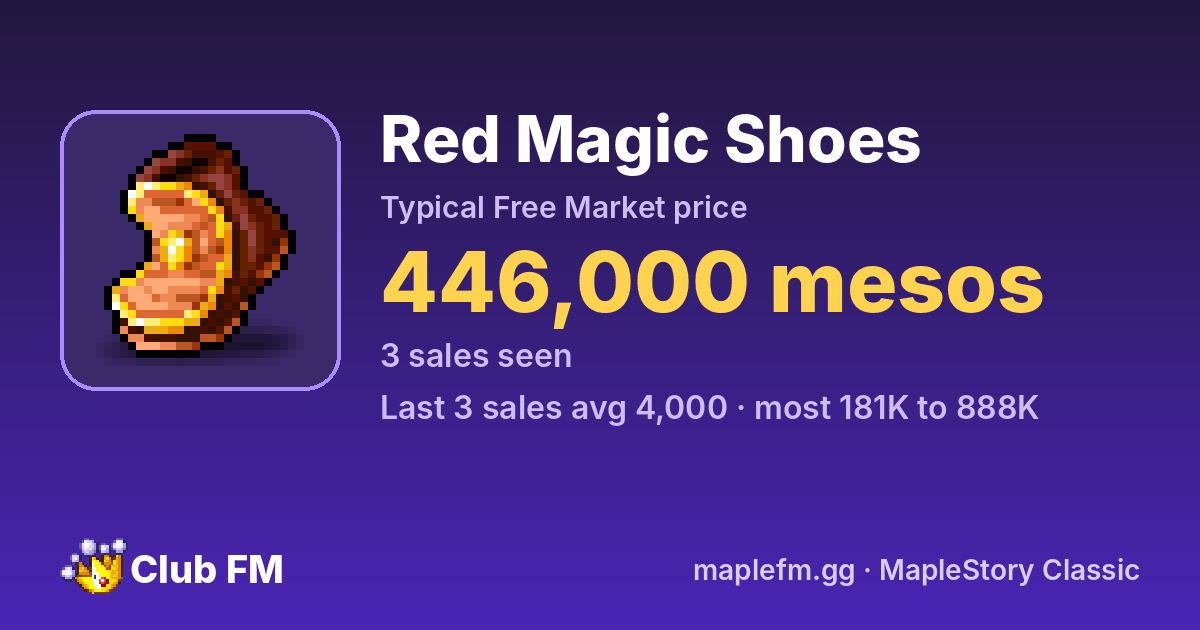 Red Magic Shoes
Typical Free Market price
446,000 mesos
3 sales seen
Last 3 sales avg 4,000 · most 181K to 888K
Club FM
maplefm.gg · MapleStory Classic